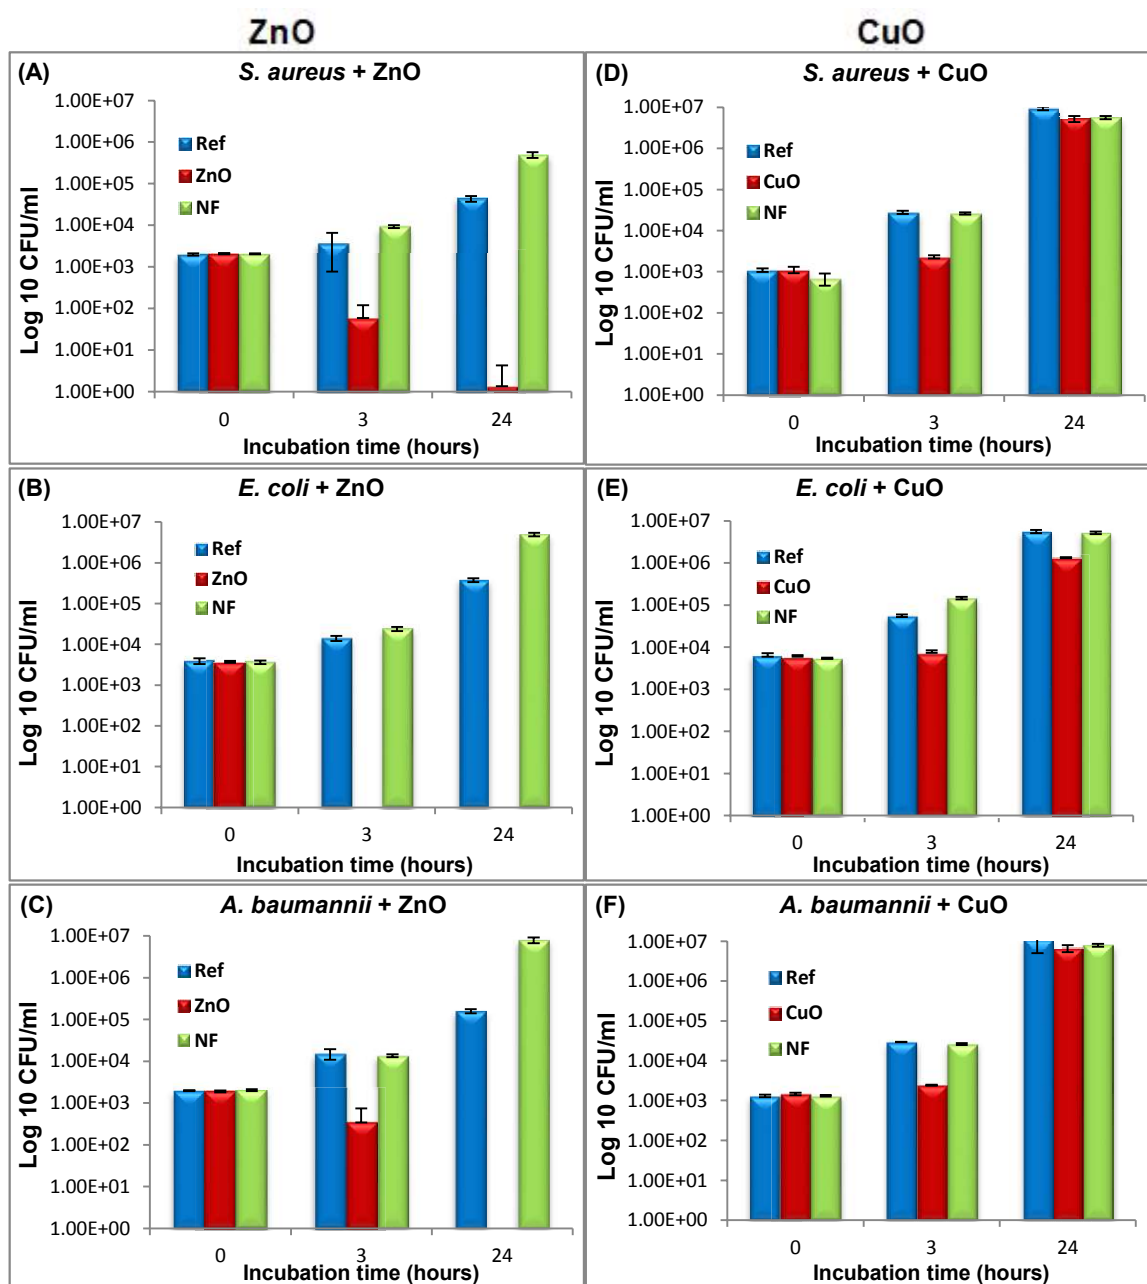 ZnO
CuO
(A)
S. aureus + ZnO
Log 10 CFU/ml
1.00E+07
1.00E+06
1.00E+05
1.00E+04
1.00E+03
1.00E+02
1.00E+01
1.00E+00
Ref
ZnO
NF
0 3 24
Incubation time (hours)
(D)
S. aureus + CuO
Log 10 CFU/ml
1.00E+07
1.00E+06
1.00E+05
1.00E+04
1.00E+03
1.00E+02
1.00E+01
1.00E+00
Ref
CuO
NF
0 3 24
Incubation time (hours)
(B)
E. coli + ZnO
Log 10 CFU/ml
1.00E+07
1.00E+06
1.00E+05
1.00E+04
1.00E+03
1.00E+02
1.00E+01
1.00E+00
Ref
ZnO
NF
0 3 24
Incubation time (hours)
(E)
E. coli + CuO
Log 10 CFU/ml
1.00E+07
1.00E+06
1.00E+05
1.00E+04
1.00E+03
1.00E+02
1.00E+01
1.00E+00
Ref
CuO
NF
0 3 24
Incubation time (hours)
(C)
A. baumannii + ZnO
Log 10 CFU/ml
1.00E+07
1.00E+06
1.00E+05
1.00E+04
1.00E+03
1.00E+02
1.00E+01
1.00E+00
Ref
ZnO
NF
0 3 24
Incubation time (hours)
(F)
A. baumannii + CuO
Log 10 CFU/ml
1.00E+07
1.00E+06
1.00E+05
1.00E+04
1.00E+03
1.00E+02
1.00E+01
1.00E+00
Ref
CuO
NF
0 3 24
Incubation time (hours)